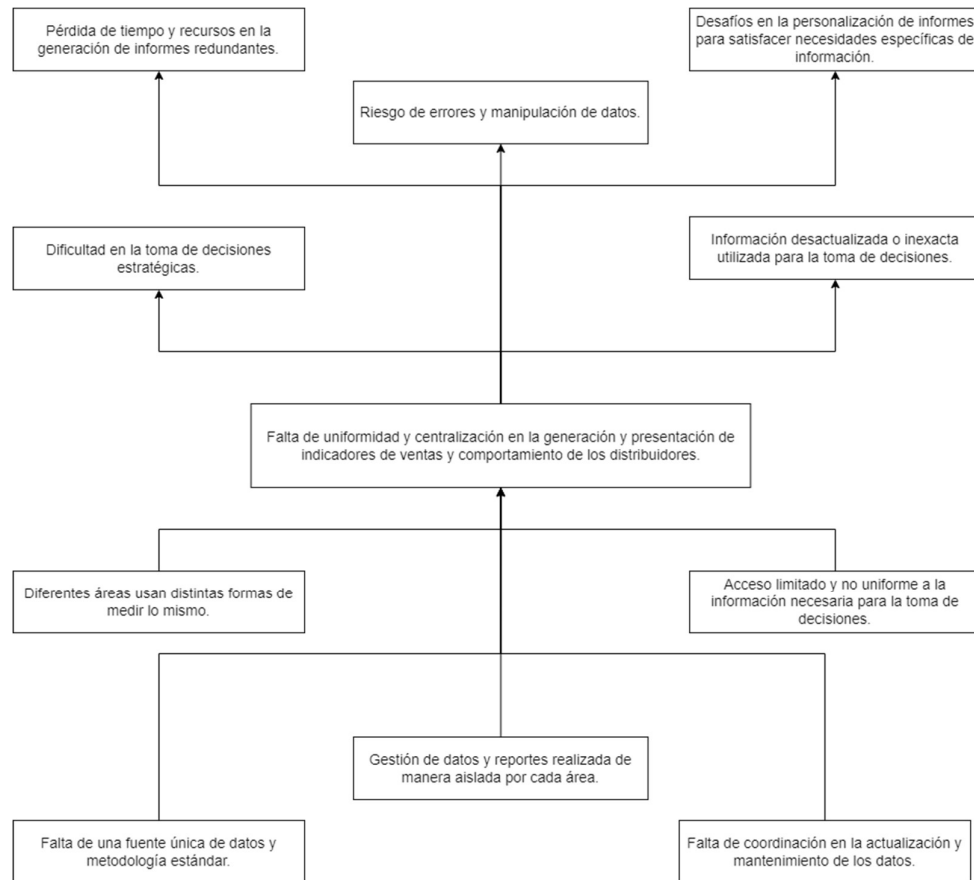 Pérdida de tiempo y recursos en la
generación de informes redundantes.
Desafíos en la personalización de informes
para satisfacer necesidades específicas de
información.
Riesgo de errores y manipulación de datos.
Dificultad en la toma de decisiones
estratégicas.
Información desactualizada o inexacta
utilizada para la toma de decisiones.
Falta de uniformidad y centralización en la generación y presentación de
indicadores de ventas y comportamiento de los distribuidores.
Diferentes áreas usan distintas formas de
medir lo mismo.
Acceso limitado y no uniforme a la
información necesaria para la toma de
decisiones.
Gestión de datos y reportes realizada de
manera aislada por cada área.
Falta de una fuente única de datos y
metodología estándar.
Falta de coordinación en la actualización y
mantenimiento de los datos.